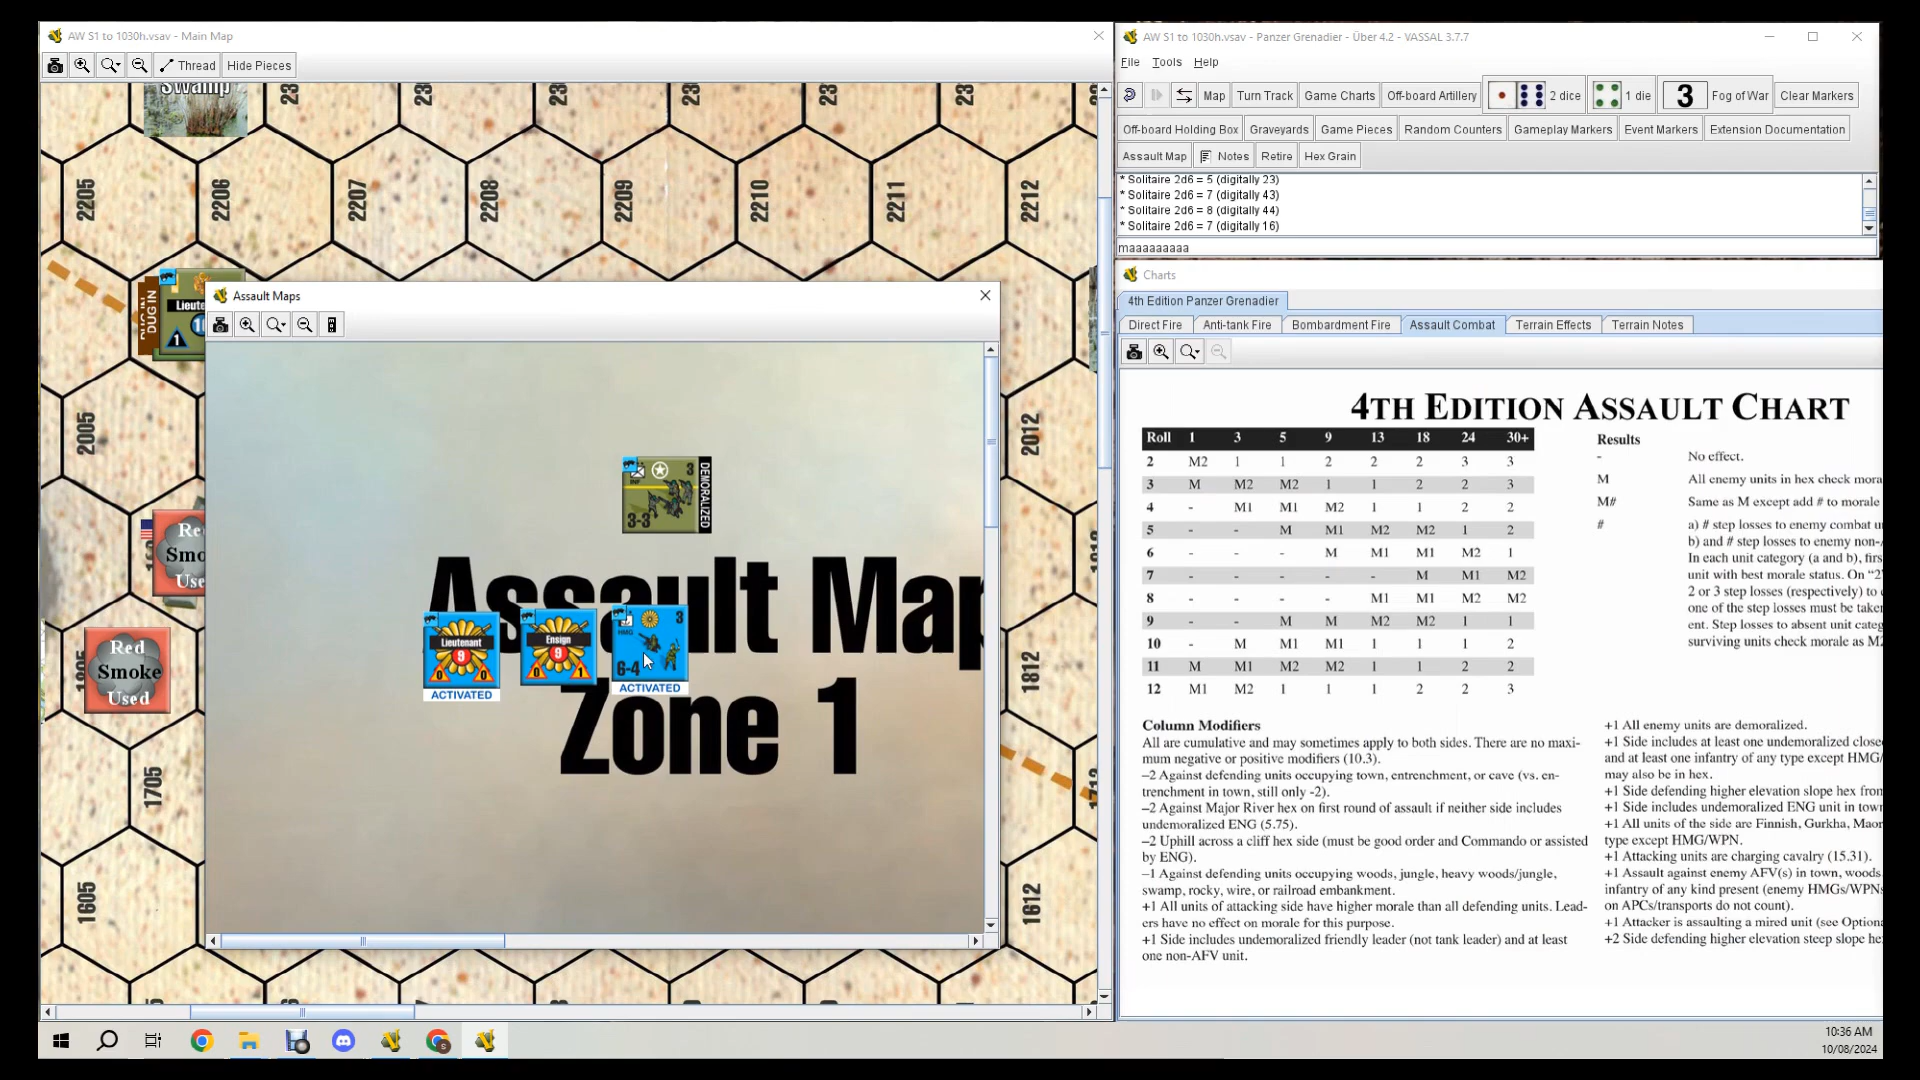 AW S1 to 1030h.vsav - Main Map
Thread
Hide Pieces
Swamp
2205
2206
2207
2208
2209
2210
2211
2212
DUG IN
1
2005
2012
Red
Smoke
Used
1705
1812
1605
1612
Assault Maps
3
INF
3-3
DEMORALIZED
Assault Map
Zone 1
Lieutenant
9
0 0
ACTIVATED
Ensign
9
0 1
3
HMG
6-4
ACTIVATED
AW S1 to 1030h.vsav - Panzer Grenadier - Über 4.2 - VASSAL 3.7.7
File Tools Help
Map Turn Track Game Charts Off-board Artillery 2 dice 1 die 3 Fog of War Clear Markers
Off-board Holding Box Graveyards Game Pieces Random Counters Gameplay Markers Event Markers Extension Documentation
Assault Map Notes Retire Hex Grain
* Solitaire 2d6 = 5 (digitally 23)
* Solitaire 2d6 = 7 (digitally 43)
* Solitaire 2d6 = 8 (digitally 44)
* Solitaire 2d6 = 7 (digitally 16)
maaaaaaaaa
Charts
4th Edition Panzer Grenadier
Direct Fire Anti-tank Fire Bombardment Fire Assault Combat Terrain Effects Terrain Notes
4TH EDITION ASSAULT CHART
Roll 1 3 5 9 13 18 24 30+
2 M2 1 1 2 2 2 3 3
3 M M2 M2 1 1 2 2 3
4 - M1 M1 M2 1 1 2 2
5 - - M M1 M2 M2 1 2
6 - - - M M1 M1 M2 1
7 - - - - - M M1 M2
8 - - - - M1 M1 M2 M2
9 - - M M M2 M2 1 1
10 - M M1 M1 1 1 1 2
11 M M1 M2 M2 1 1 2 2
12 M1 M2 1 1 1 2 2 3
Results
- No effect.
M All enemy units in hex check mora
M# Same as M except add # to morale
# a) # step losses to enemy combat u
b) and # step losses to enemy non-
In each unit category (a and b), firs
unit with best morale status. On “2”
2 or 3 step losses (respectively) to
one of the step losses must be taken
ent. Step losses to absent unit categ
surviving units check morale as M2
Column Modifiers
All are cumulative and may sometimes apply to both sides. There are no maxi-
mum negative or positive modifiers (10.3).
–2 Against defending units occupying town, entrenchment, or cave (vs. en-
trenchment in town, still only -2).
–2 Against Major River hex on first round of assault if neither side includes
undemoralized ENG (5.75).
–2 Uphill across a cliff hex side (must be good order and Commando or assisted
by ENG).
–1 Against defending units occupying woods, jungle, heavy woods/jungle,
swamp, rocky, wire, or railroad embankment.
+1 All units of attacking side have higher morale than all defending units. Lead-
ers have no effect on morale for this purpose.
+1 Side includes undemoralized friendly leader (not tank leader) and at least
one non-AFV unit.
+1 All enemy units are demoralized.
+1 Side includes at least one undemoralized close
and at least one infantry of any type except HMG/
may also be in hex.
+1 Side defending higher elevation slope hex from
+1 Side includes undemoralized ENG unit in town
+1 All units of the side are Finnish, Gurkha, Maor
type except HMG/WPN.
+1 Attacking units are charging cavalry (15.31).
+1 Assault against enemy AFV(s) in town, woods
infantry of any kind present (enemy HMGs/WPNs
on APCs/transports do not count).
+1 Attacker is assaulting a mired unit (see Optiona
+2 Side defending higher elevation steep slope he
10:36 AM
10/08/2024